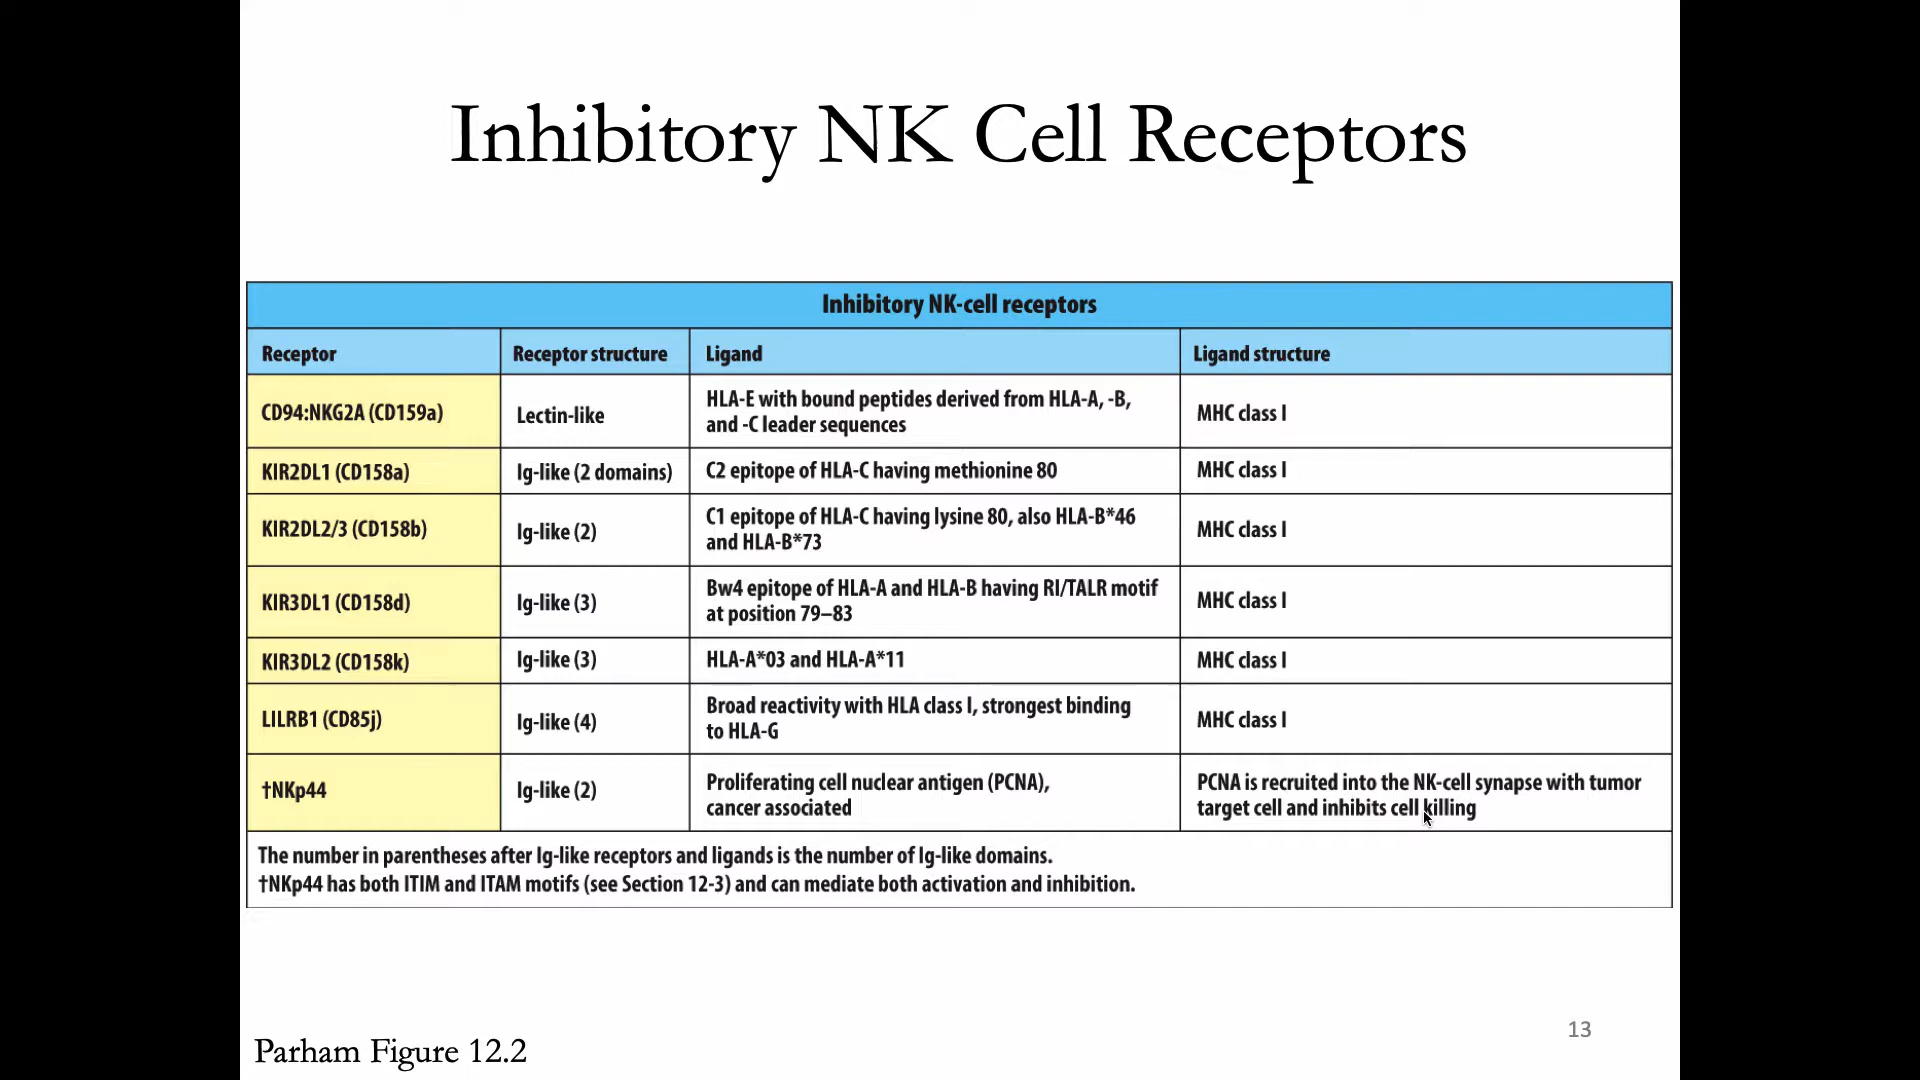 Inhibitory NK Cell Receptors
Inhibitory NK-cell receptors
Receptor
Receptor structure
Ligand
Ligand structure
CD94:NKG2A (CD159a)
Lectin-like
HLA-E with bound peptides derived from HLA-A, -B,
and -C leader sequences
MHC class I
KIR2DL1 (CD158a)
Ig-like (2 domains)
C2 epitope of HLA-C having methionine 80
MHC class I
KIR2DL2/3 (CD158b)
Ig-like (2)
C1 epitope of HLA-C having lysine 80, also HLA-B*46
and HLA-B*73
MHC class I
KIR3DL1 (CD158d)
Ig-like (3)
Bw4 epitope of HLA-A and HLA-B having RI/TALR motif
at position 79–83
MHC class I
KIR3DL2 (CD158k)
Ig-like (3)
HLA-A*03 and HLA-A*11
MHC class I
LILRB1 (CD85j)
Ig-like (4)
Broad reactivity with HLA class I, strongest binding
to HLA-G
MHC class I
†NKp44
Ig-like (2)
Proliferating cell nuclear antigen (PCNA),
cancer associated
PCNA is recruited into the NK-cell synapse with tumor
target cell and inhibits cell killing
The number in parentheses after Ig-like receptors and ligands is the number of Ig-like domains.
†NKp44 has both ITIM and ITAM motifs (see Section 12-3) and can mediate both activation and inhibition.
13
Parham Figure 12.2